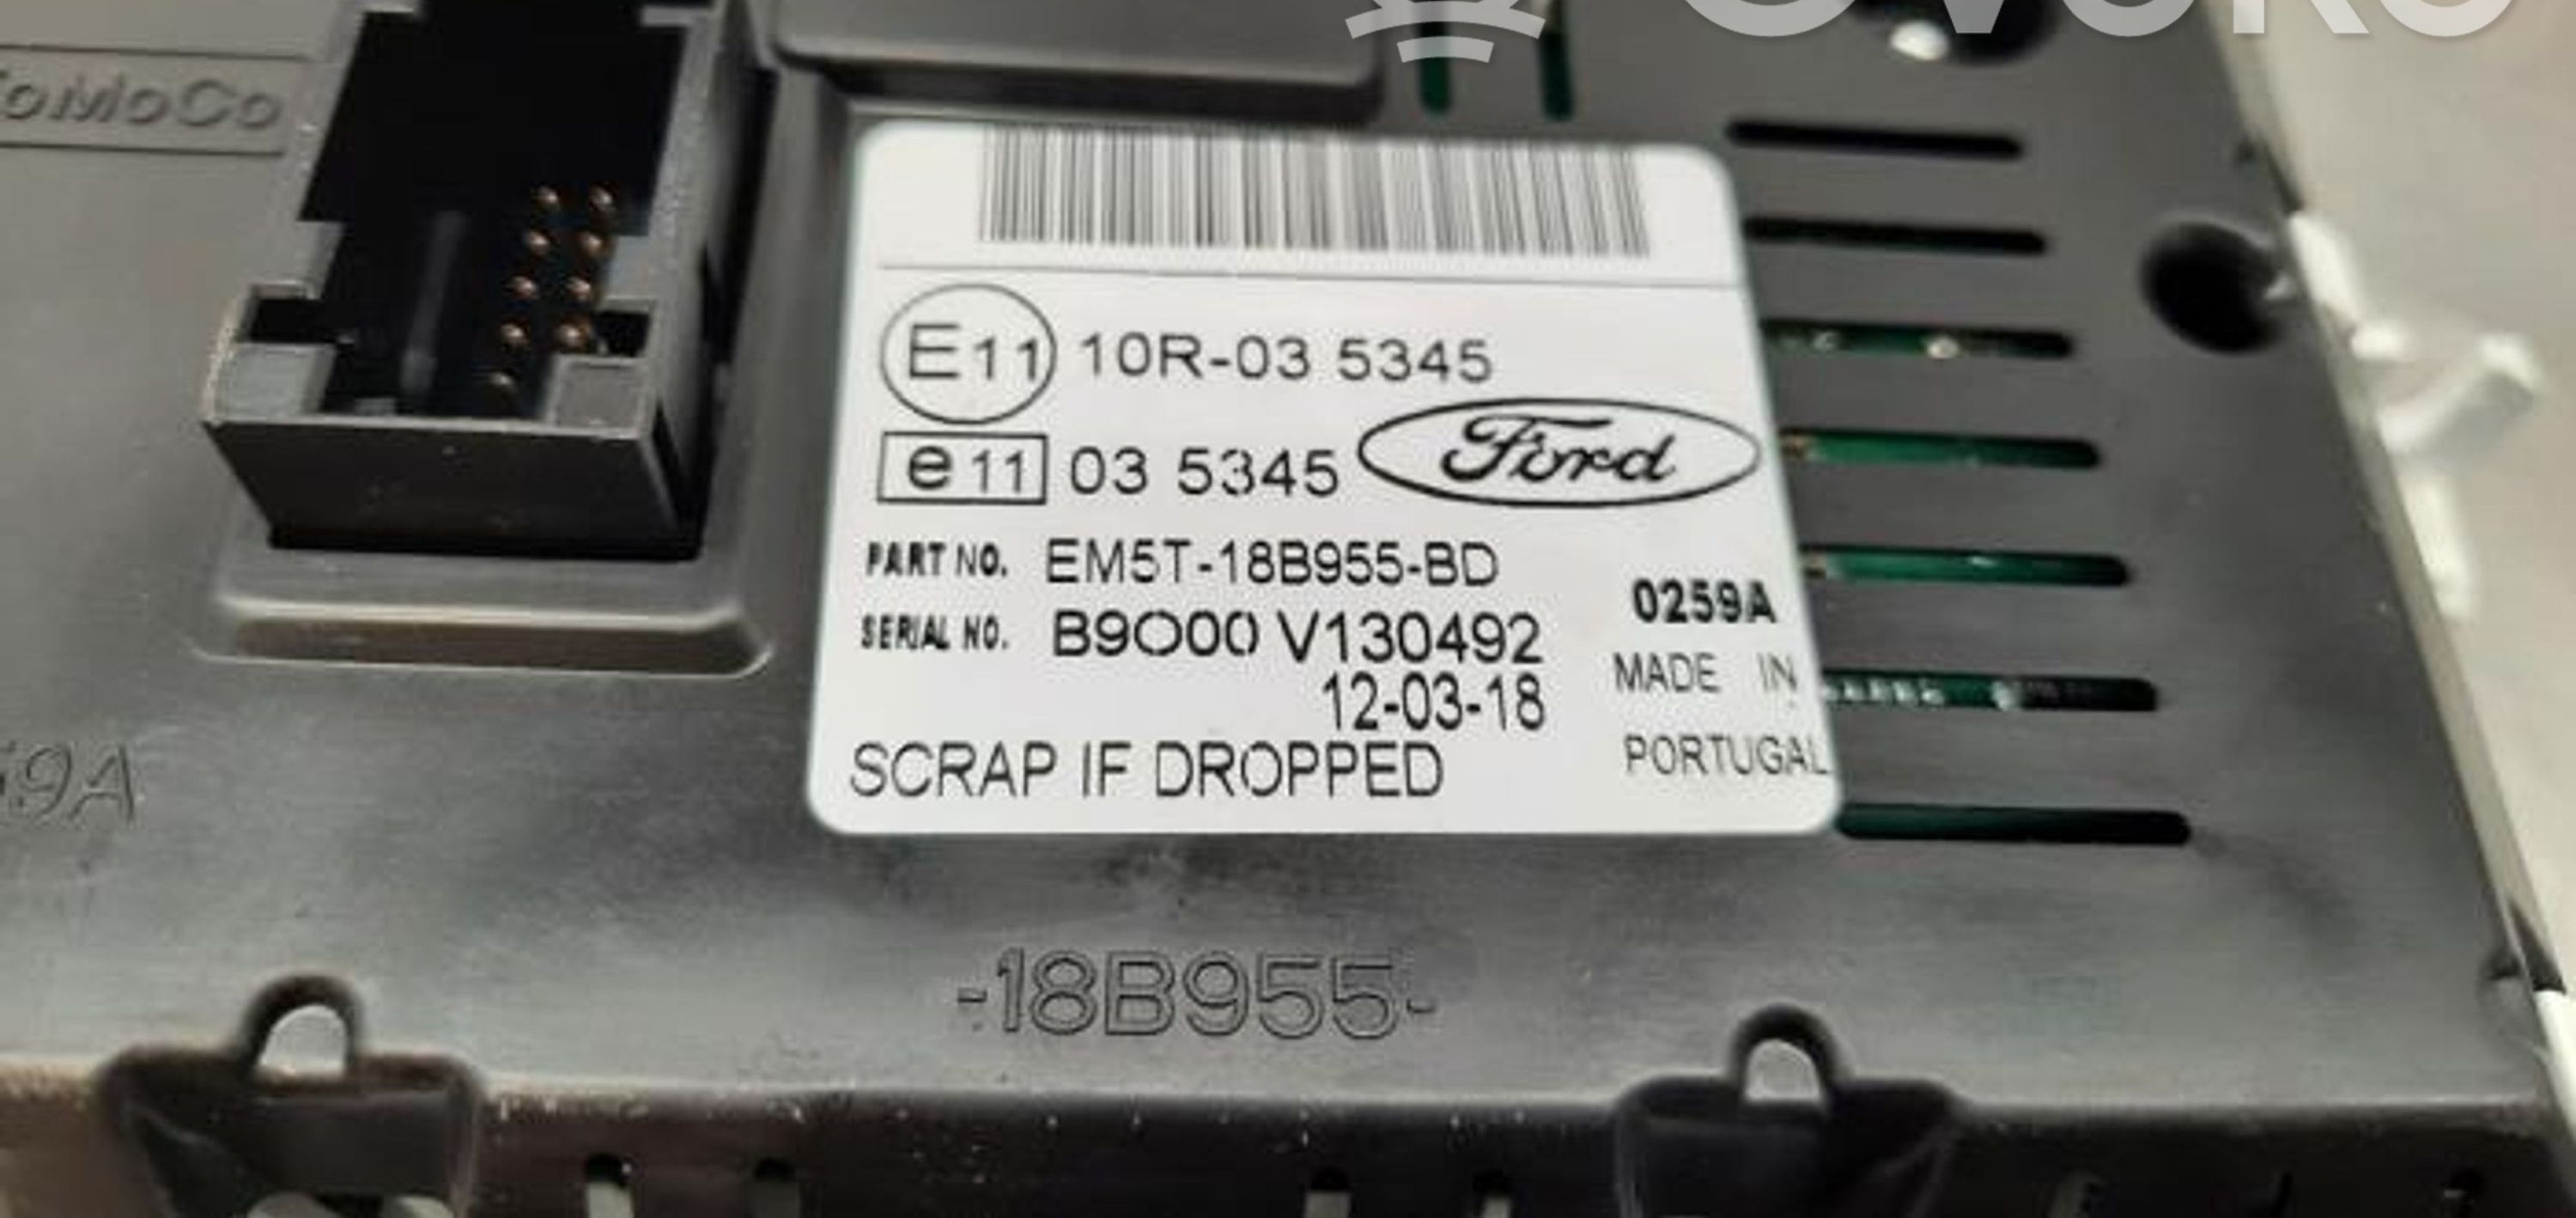 FoMoCo
E11 10R-03 5345
e11 03 5345 Ford
PART NO. EM5T-18B955-BD
SERIAL NO. B9O00 V130492
0259A
12-03-18
MADE IN
PORTUGAL
SCRAP IF DROPPED
59A
-18B955-